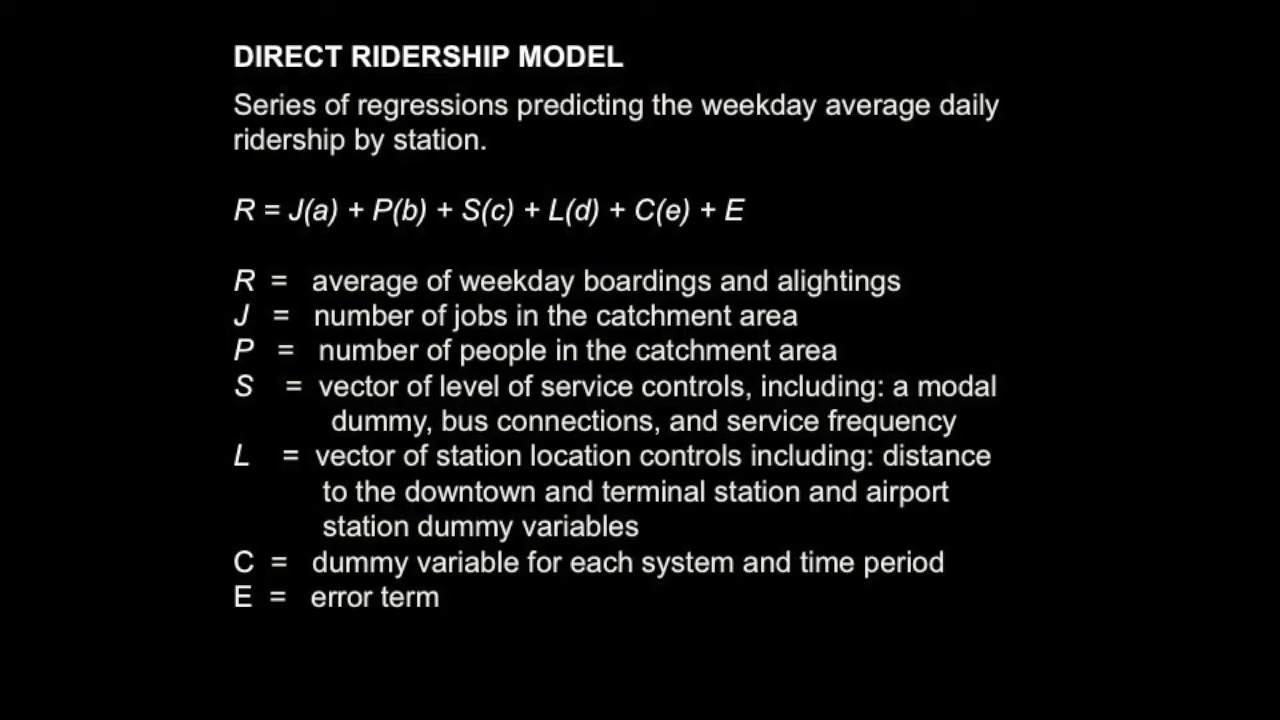 DIRECT RIDERSHIP MODEL
Series of regressions predicting the weekday average daily
ridership by station.
R = J(a) + P(b) + S(c) + L(d) + C(e) + E
R = average of weekday boardings and alightings
J = number of jobs in the catchment area
P = number of people in the catchment area
S = vector of level of service controls, including: a modal
dummy, bus connections, and service frequency
L = vector of station location controls including: distance
to the downtown and terminal station and airport
station dummy variables
C = dummy variable for each system and time period
E = error term